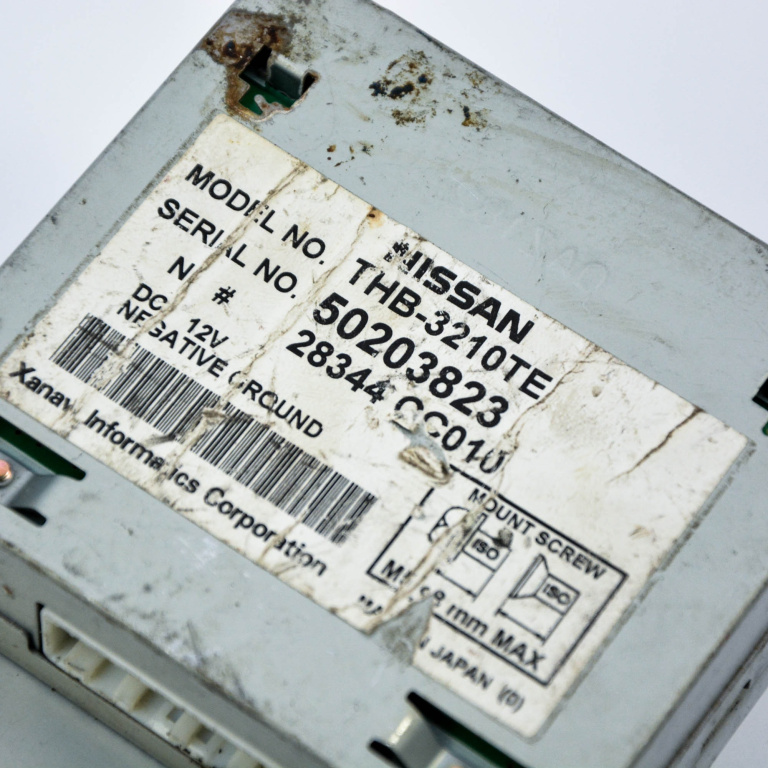 NISSAN
MODEL NO. THB-3210TE
SERIAL NO. 50203823
N # 28344 CC010
DC 12V
NEGATIVE GROUND
Xanavi Informatics Corporation
MOUNT SCREW
ISO ISO
mm MAX
JAPAN (0)